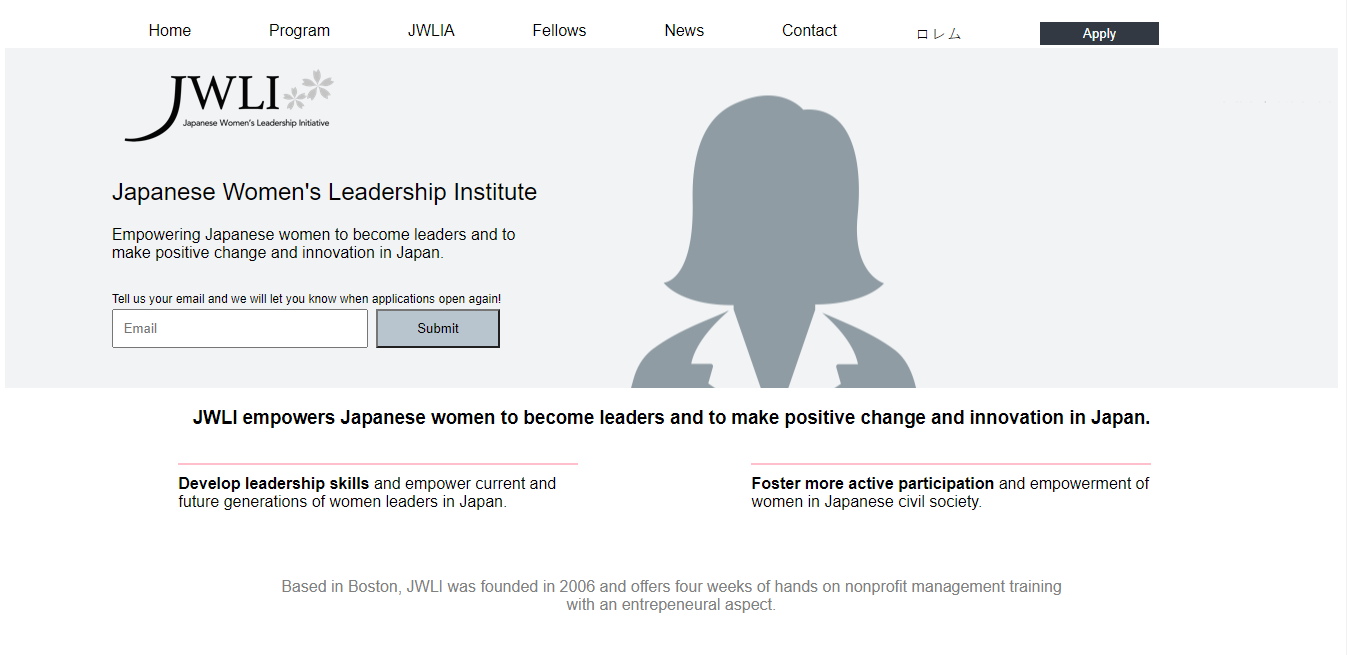 Home Program JWLIA Fellows News Contact ロレム Apply
JWLI
Japanese Women's Leadership Initiative
Japanese Women's Leadership Institute
Empowering Japanese women to become leaders and to
make positive change and innovation in Japan.
Tell us your email and we will let you know when applications open again!
Email Submit
JWLI empowers Japanese women to become leaders and to make positive change and innovation in Japan.
Develop leadership skills and empower current and
future generations of women leaders in Japan.
Foster more active participation and empowerment of
women in Japanese civil society.
Based in Boston, JWLI was founded in 2006 and offers four weeks of hands on nonprofit management training
with an entrepeneural aspect.